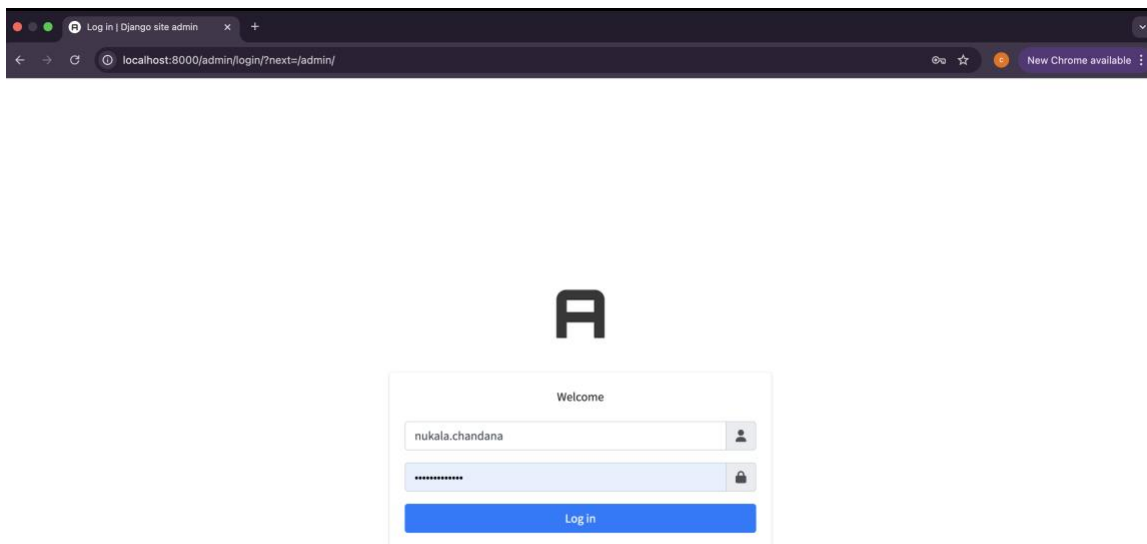 Log in | Django site admin
localhost:8000/admin/login/?next=/admin/
New Chrome available
Welcome
nukala.chandana
•••••••••••••
Log in